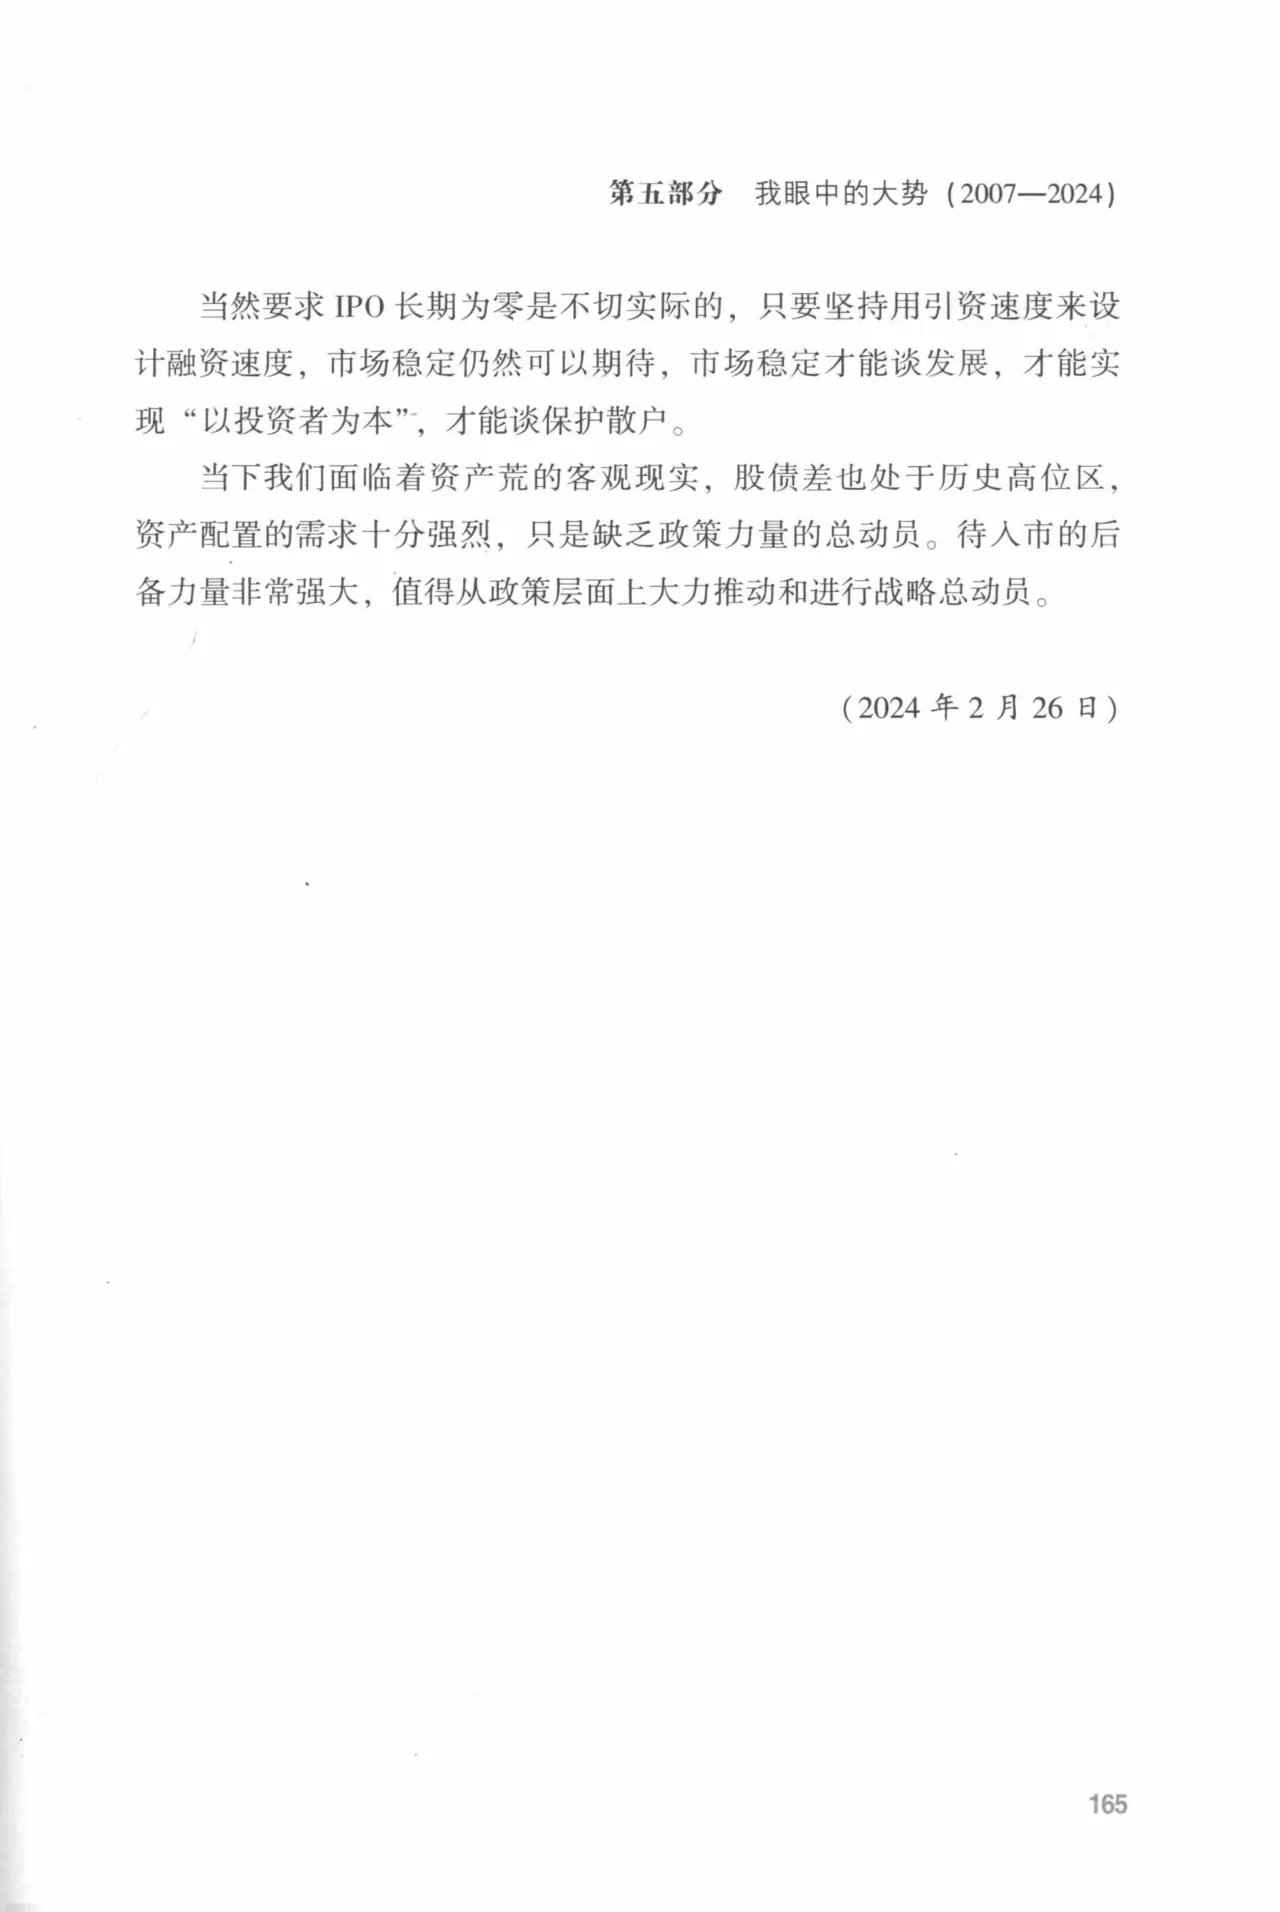 第五部分 我眼中的大势（2007—2024）
当然要求 IPO 长期为零是不切实际的，只要坚持用引资速度来设
计融资速度，市场稳定仍然可以期待，市场稳定才能谈发展，才能实
现“以投资者为本”，才能谈保护散户。
当下我们面临着资产荒的客观现实，股债差也处于历史高位区，
资产配置的需求十分强烈，只是缺乏政策力量的总动员。待入市的后
备力量非常强大，值得从政策层面上大力推动和进行战略总动员。
（2024 年 2 月 26 日）
165